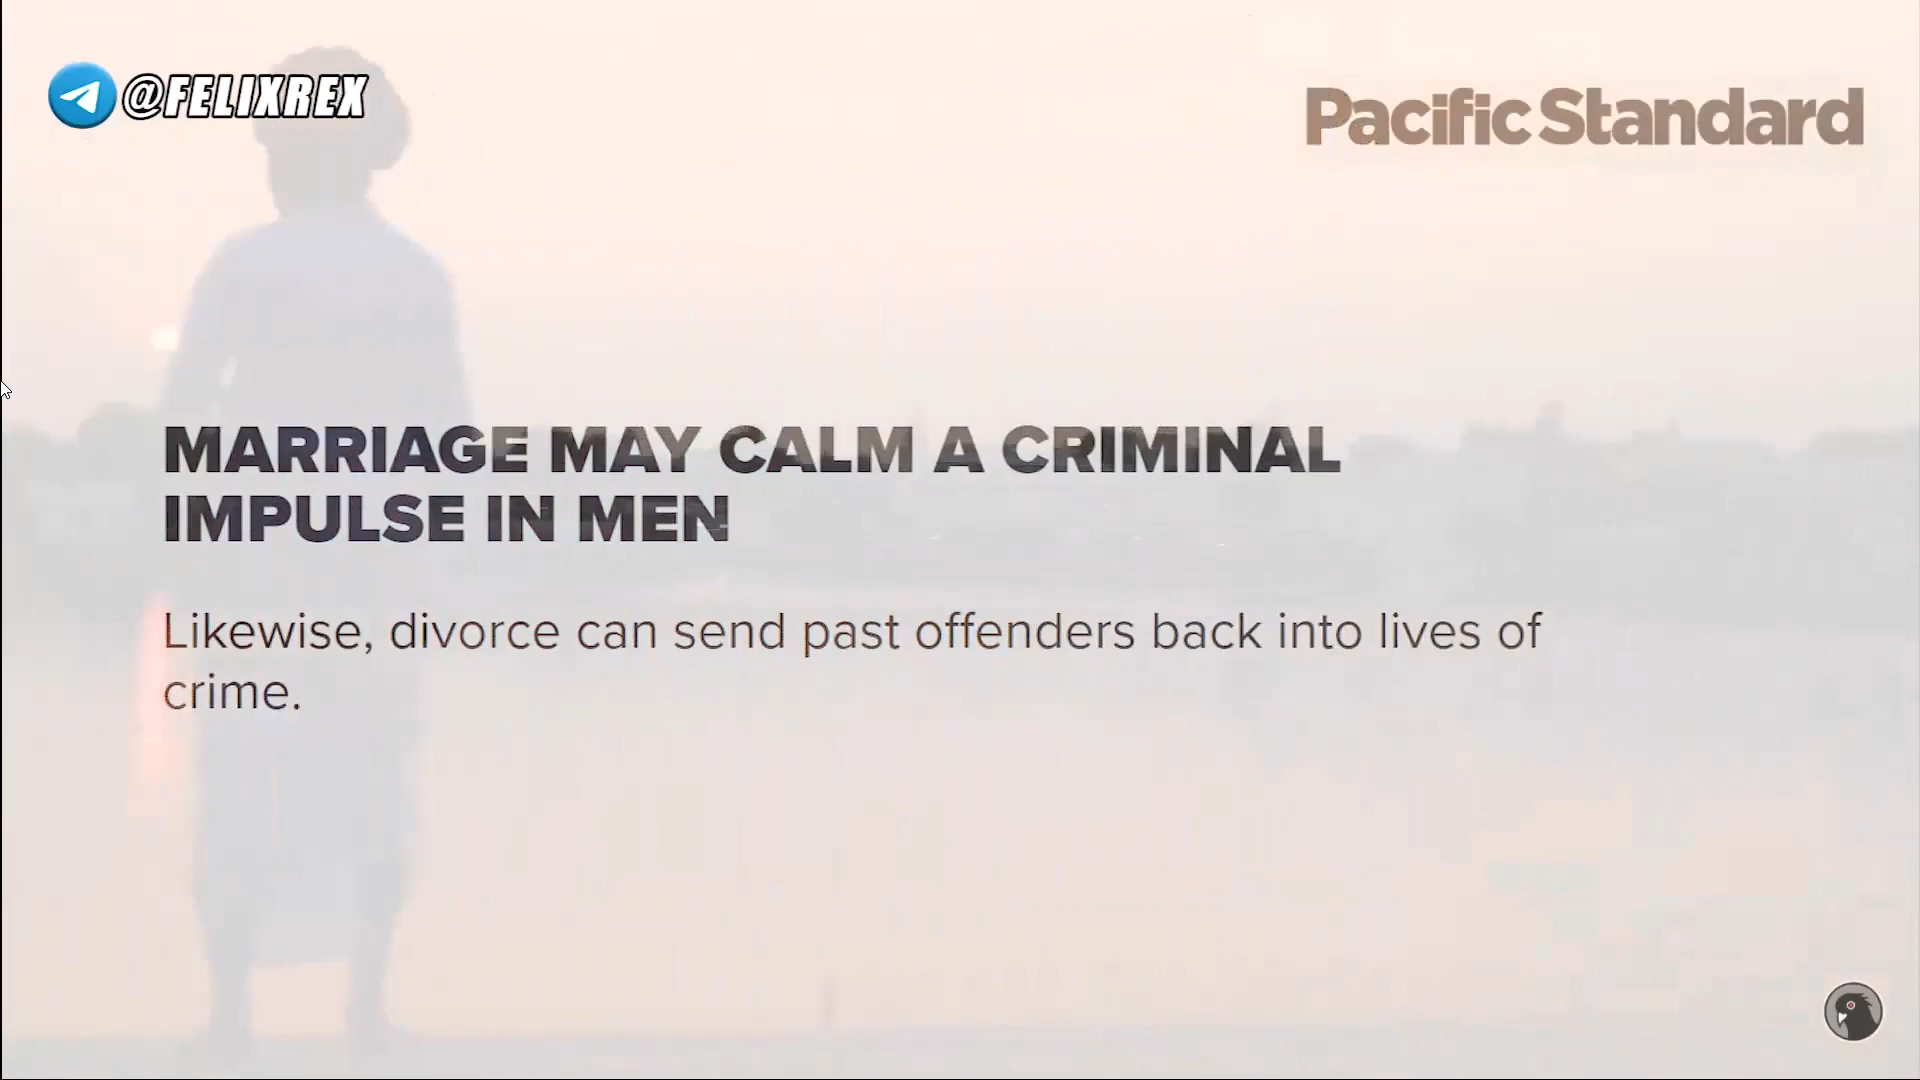 @FELIXREX
Pacific Standard
MARRIAGE MAY CALM A CRIMINAL
IMPULSE IN MEN
Likewise, divorce can send past offenders back into lives of
crime.